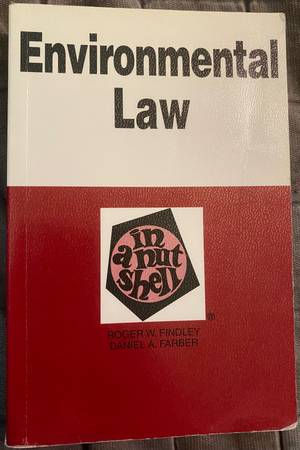 Environmental
Law
in
a nut
shell
®
ROGER W. FINDLEY
DANIEL A. FARBER